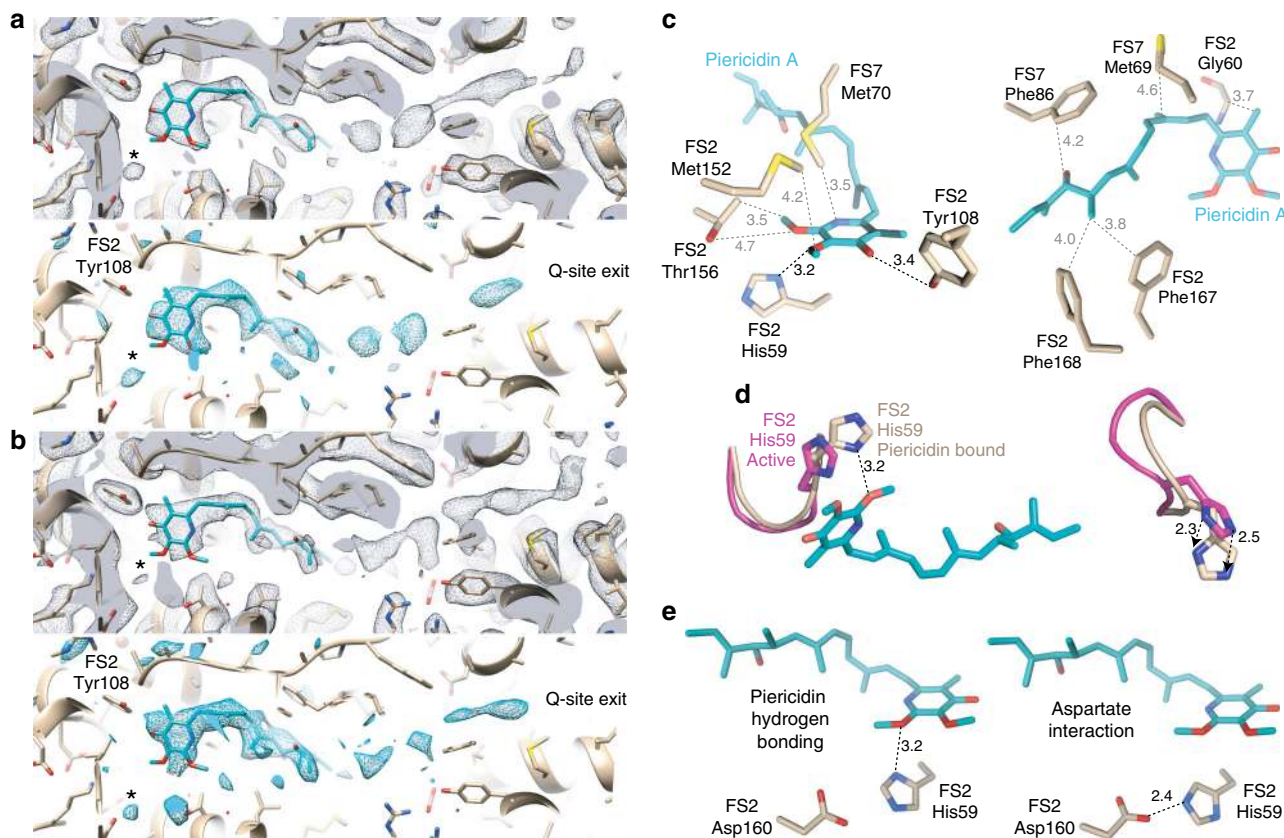 a
*
FS2
Tyr108
Q-site exit
*
b
*
FS2
Tyr108
Q-site exit
*
c
Piericidin A
FS7
Met70
FS2
Met152
4.2
3.5
3.5
4.7
FS2
Thr156
3.2
FS2
His59
3.4
FS2
Tyr108
FS7
Phe86
FS7
Met69
FS2
Gly60
4.6
3.7
4.2
Piericidin A
3.8
4.0
FS2
Phe167
FS2
Phe168
d
FS2
His59
Active
FS2
His59
Piericidin bound
3.2
2.3
2.5
e
Piericidin
hydrogen
bonding
3.2
FS2
His59
FS2
Asp160
Aspartate
interaction
2.4
FS2
Asp160
FS2
His59